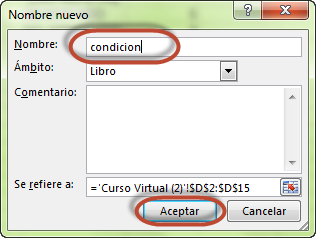 Nombre nuevo
Nombre: condicion
Ámbito: Libro
Comentario:
Se refiere a: ='Curso Virtual (2)'!$D$2:$D$15
Aceptar Cancelar